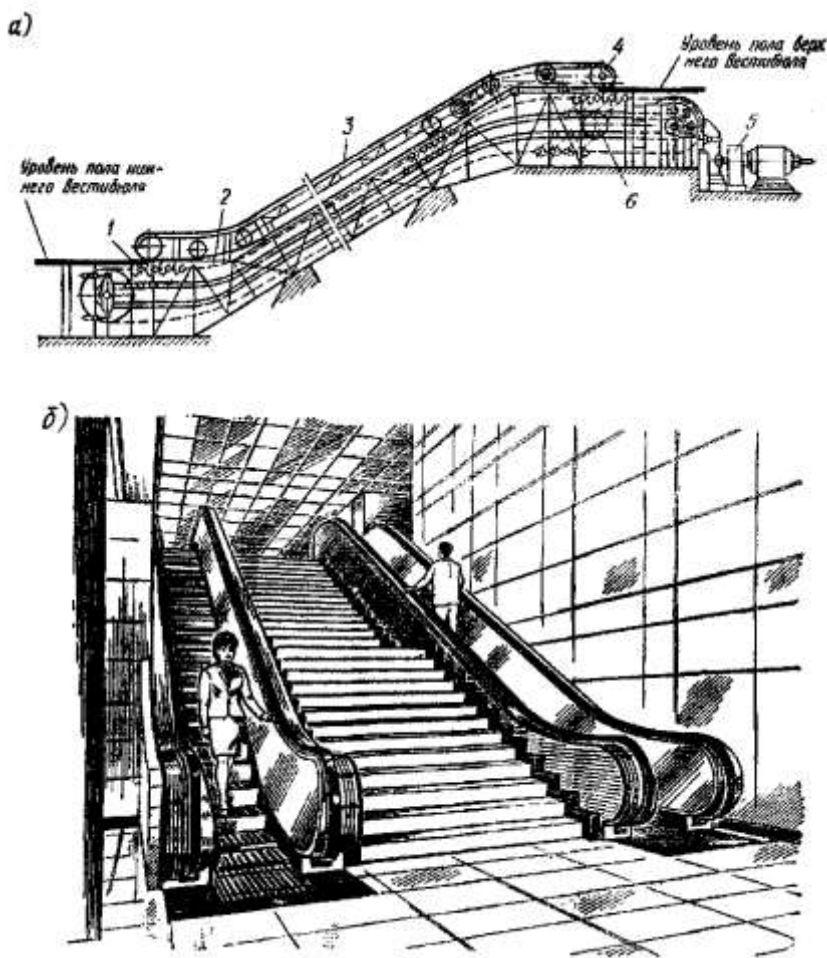 а)
4
Уровень пола верх
него вестибюля
5
3
Уровень пола ниж-
него вестибюля
2
1
6
б)